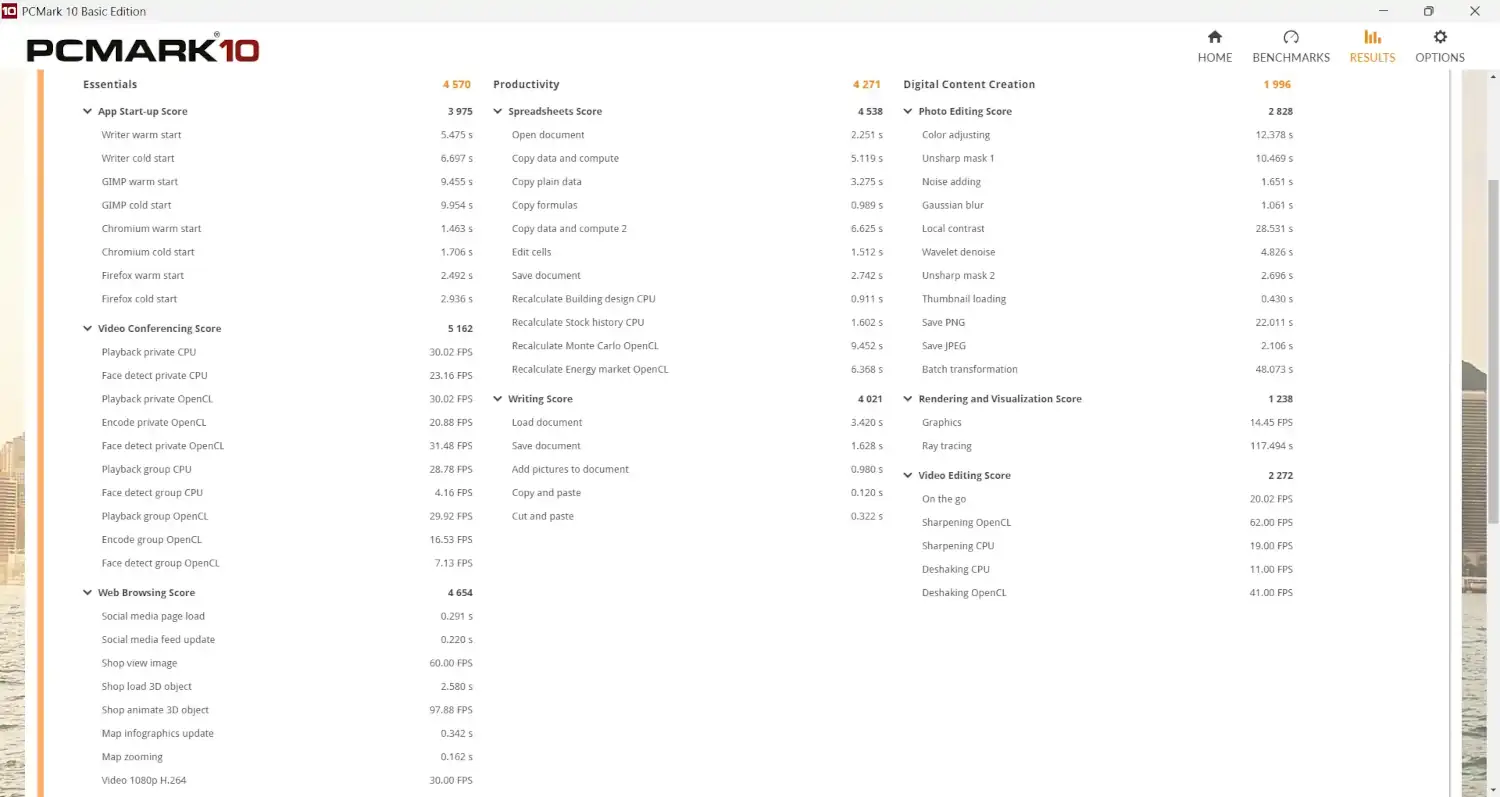 10 PCMark 10 Basic Edition
PCMARK®10
HOME BENCHMARKS RESULTS OPTIONS
Essentials 4 570
App Start-up Score 3 975
Writer warm start 5.475 s
Writer cold start 6.697 s
GIMP warm start 9.455 s
GIMP cold start 9.954 s
Chromium warm start 1.463 s
Chromium cold start 1.706 s
Firefox warm start 2.492 s
Firefox cold start 2.936 s
Video Conferencing Score 5 162
Playback private CPU 30.02 FPS
Face detect private CPU 23.16 FPS
Playback private OpenCL 30.02 FPS
Encode private OpenCL 20.88 FPS
Face detect private OpenCL 31.48 FPS
Playback group CPU 28.78 FPS
Face detect group CPU 4.16 FPS
Playback group OpenCL 29.92 FPS
Encode group OpenCL 16.53 FPS
Face detect group OpenCL 7.13 FPS
Web Browsing Score 4 654
Social media page load 0.291 s
Social media feed update 0.220 s
Shop view image 60.00 FPS
Shop load 3D object 2.580 s
Shop animate 3D object 97.88 FPS
Map infographics update 0.342 s
Map zooming 0.162 s
Video 1080p H.264 30.00 FPS
Productivity 4 271
Spreadsheets Score 4 538
Open document 2.251 s
Copy data and compute 5.119 s
Copy plain data 3.275 s
Copy formulas 0.989 s
Copy data and compute 2 6.625 s
Edit cells 1.512 s
Save document 2.742 s
Recalculate Building design CPU 0.911 s
Recalculate Stock history CPU 1.602 s
Recalculate Monte Carlo OpenCL 9.452 s
Recalculate Energy market OpenCL 6.368 s
Writing Score 4 021
Load document 3.420 s
Save document 1.628 s
Add pictures to document 0.980 s
Copy and paste 0.120 s
Cut and paste 0.322 s
Digital Content Creation 1 996
Photo Editing Score 2 828
Color adjusting 12.378 s
Unsharp mask 1 10.469 s
Noise adding 1.651 s
Gaussian blur 1.061 s
Local contrast 28.531 s
Wavelet denoise 4.826 s
Unsharp mask 2 2.696 s
Thumbnail loading 0.430 s
Save PNG 22.011 s
Save JPEG 2.106 s
Batch transformation 48.073 s
Rendering and Visualization Score 1 238
Graphics 14.45 FPS
Ray tracing 117.494 s
Video Editing Score 2 272
On the go 20.02 FPS
Sharpening OpenCL 62.00 FPS
Sharpening CPU 19.00 FPS
Deshaking CPU 11.00 FPS
Deshaking OpenCL 41.00 FPS